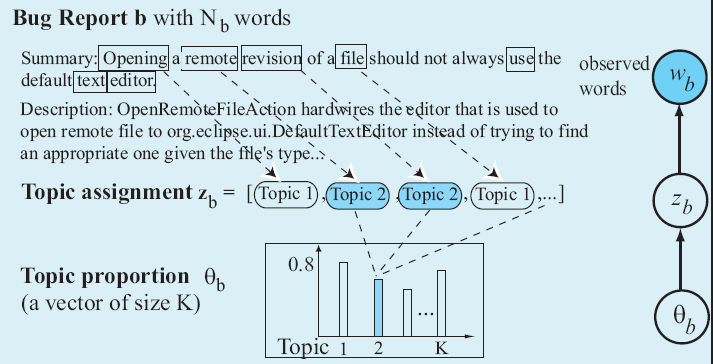 Bug Report b with N_b words
Summary: Opening a remote revision of a file should not always use the
default text editor.
observed
words
w_b
Description: OpenRemoteFileAction hardwires the editor that is used to
open remote file to org.eclipse.ui.DefaultTextEditor instead of trying to find
an appropriate one given the file's type...
Topic assignment z_b = [Topic 1, Topic 2, Topic 2, Topic 1,...]
z_b
0.8
Topic proportion θ_b
(a vector of size K)
...
Topic 1 2 K
θ_b